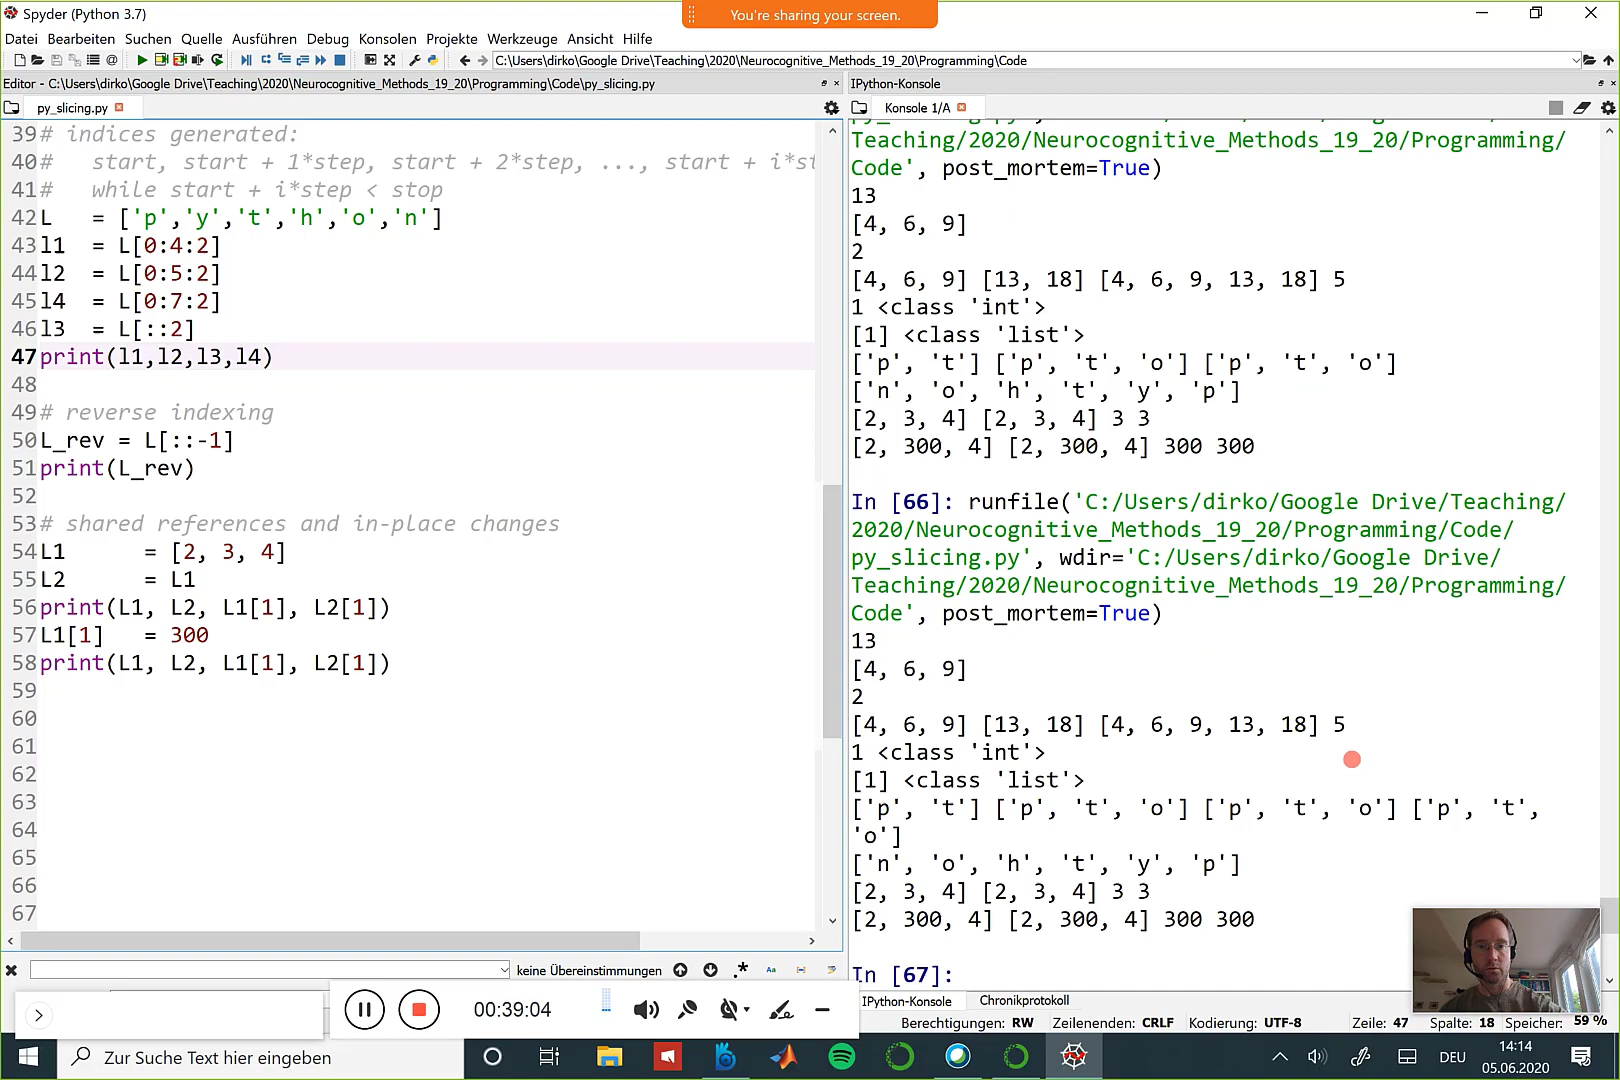 Spyder (Python 3.7)
You're sharing your screen.
Datei Bearbeiten Suchen Quelle Ausführen Debug Konsolen Projekte Werkzeuge Ansicht Hilfe
C:\Users\dirko\Google Drive\Teaching\2020\Neurocognitive_Methods_19_20\Programming\Code
Editor - C:\Users\dirko\Google Drive\Teaching\2020\Neurocognitive_Methods_19_20\Programming\Code\py_slicing.py
py_slicing.py
39 # indices generated:
40 #   start, start + 1*step, start + 2*step, ..., start + i*st
41 #   while start + i*step < stop
42 L   = ['p','y','t','h','o','n']
43 l1  = L[0:4:2]
44 l2  = L[0:5:2]
45 l4  = L[0:7:2]
46 l3  = L[::2]
47 print(l1,l2,l3,l4)
48
49 # reverse indexing
50 L_rev = L[::-1]
51 print(L_rev)
52
53 # shared references and in-place changes
54 L1      = [2, 3, 4]
55 L2      = L1
56 print(L1, L2, L1[1], L2[1])
57 L1[1]   = 300
58 print(L1, L2, L1[1], L2[1])
59
60
61
62
63
64
65
66
67
keine Übereinstimmungen
Aa
00:39:04
IPython-Konsole
Konsole 1/A
Teaching/2020/Neurocognitive_Methods_19_20/Programming/
Code', post_mortem=True)
13
[4, 6, 9]
2
[4, 6, 9] [13, 18] [4, 6, 9, 13, 18] 5
1 <class 'int'>
[1] <class 'list'>
['p', 't'] ['p', 't', 'o'] ['p', 't', 'o']
['n', 'o', 'h', 't', 'y', 'p']
[2, 3, 4] [2, 3, 4] 3 3
[2, 300, 4] [2, 300, 4] 300 300
In [66]: runfile('C:/Users/dirko/Google Drive/Teaching/
2020/Neurocognitive_Methods_19_20/Programming/Code/
py_slicing.py', wdir='C:/Users/dirko/Google Drive/
Teaching/2020/Neurocognitive_Methods_19_20/Programming/
Code', post_mortem=True)
13
[4, 6, 9]
2
[4, 6, 9] [13, 18] [4, 6, 9, 13, 18] 5
1 <class 'int'>
[1] <class 'list'>
['p', 't'] ['p', 't', 'o'] ['p', 't', 'o'] ['p', 't',
'o']
['n', 'o', 'h', 't', 'y', 'p']
[2, 3, 4] [2, 3, 4] 3 3
[2, 300, 4] [2, 300, 4] 300 300
In [67]:
IPython-Konsole Chronikprotokoll
Berechtigungen: RW Zeilenenden: CRLF Kodierung: UTF-8 Zeile: 47 Spalte: 18 Speicher: 59 %
Zur Suche Text hier eingeben
DEU
14:14
05.06.2020